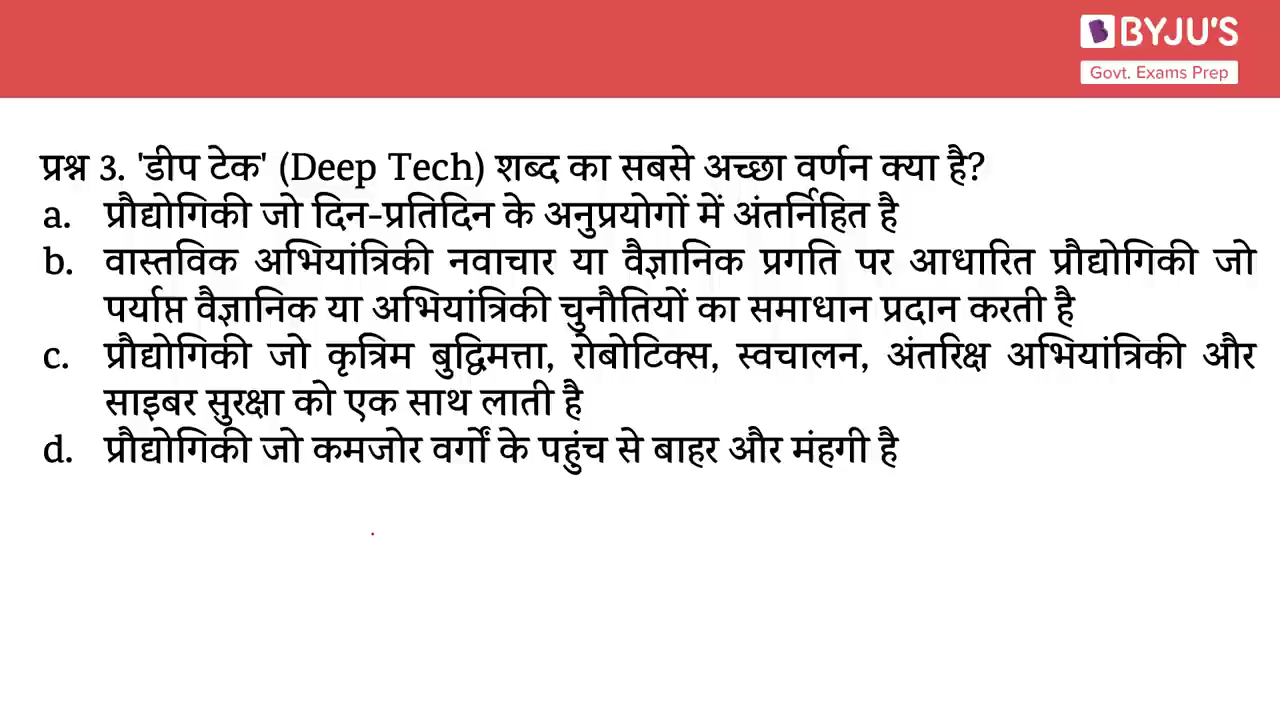 BYJU'S
Govt. Exams Prep
प्रश्न 3. 'डीप टेक' (Deep Tech) शब्द का सबसे अच्छा वर्णन क्या है?
a. प्रौद्योगिकी जो दिन-प्रतिदिन के अनुप्रयोगों में अंतर्निहित है
b. वास्तविक अभियांत्रिकी नवाचार या वैज्ञानिक प्रगति पर आधारित प्रौद्योगिकी जो
पर्याप्त वैज्ञानिक या अभियांत्रिकी चुनौतियों का समाधान प्रदान करती है
c. प्रौद्योगिकी जो कृत्रिम बुद्धिमत्ता, रोबोटिक्स, स्वचालन, अंतरिक्ष अभियांत्रिकी और
साइबर सुरक्षा को एक साथ लाती है
d. प्रौद्योगिकी जो कमजोर वर्गों के पहुंच से बाहर और मंहगी है